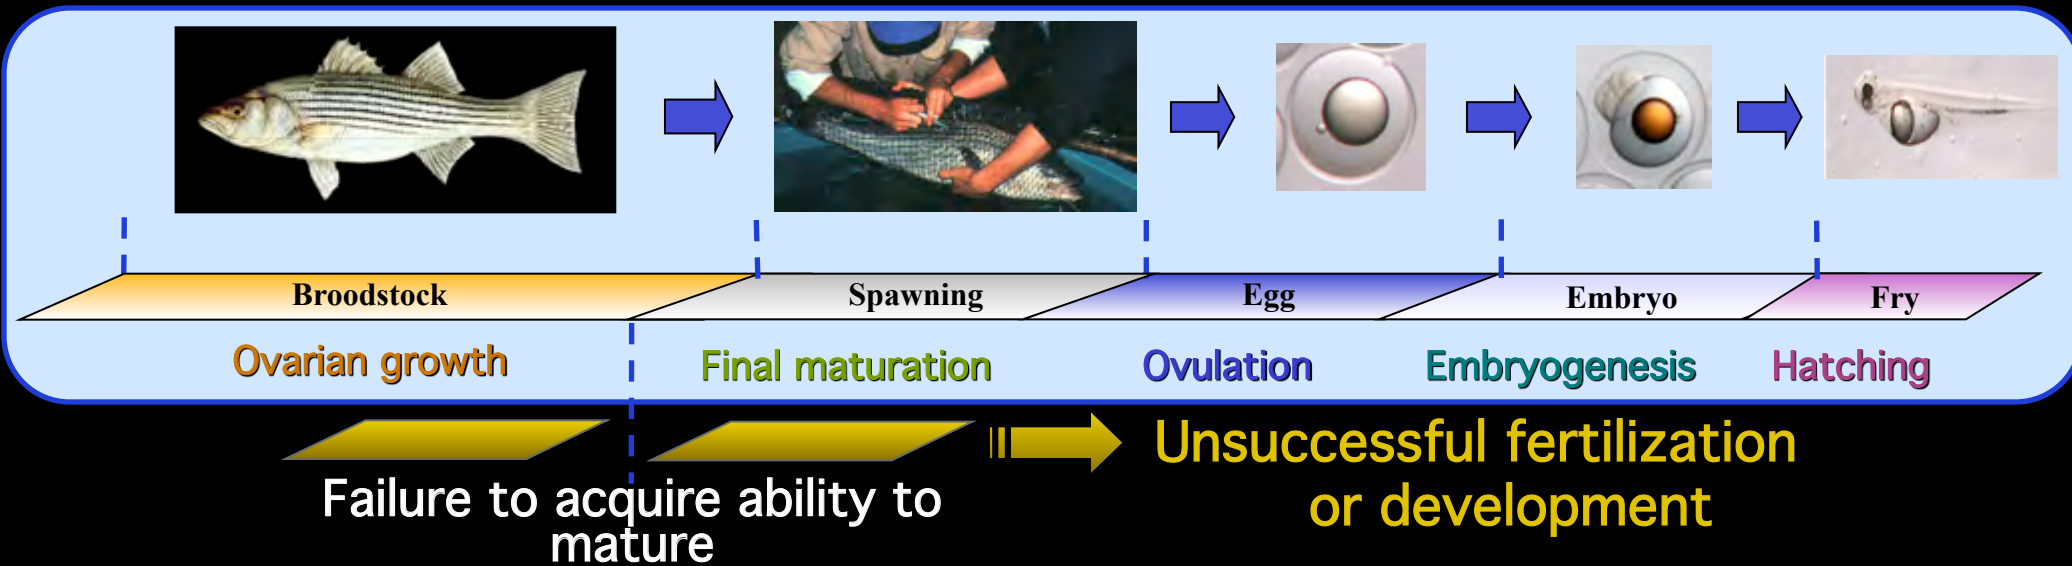 Broodstock
Spawning
Egg
Embryo
Fry
Ovarian growth
Final maturation
Ovulation
Embryogenesis
Hatching
Failure to acquire ability to
mature
Unsuccessful fertilization
or development